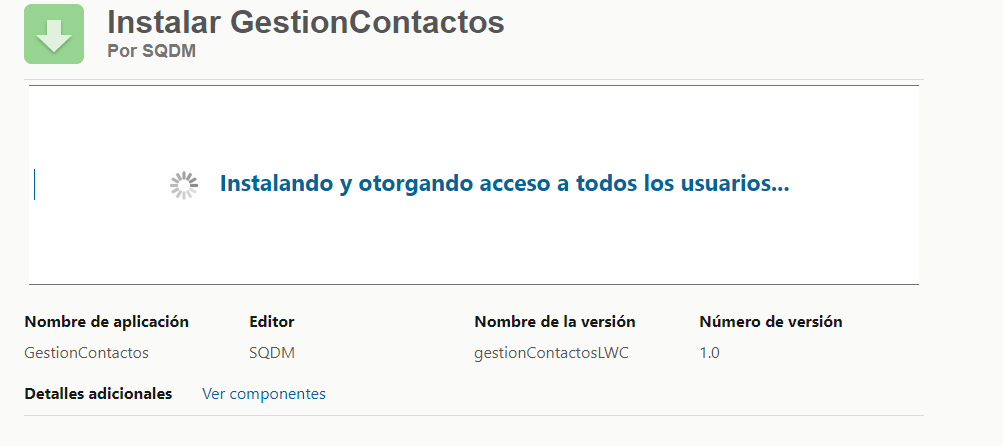 Instalar GestionContactos
Por SQDM
Instalando y otorgando acceso a todos los usuarios...
Nombre de aplicación Editor Nombre de la versión Número de versión
GestionContactos SQDM gestionContactosLWC 1.0
Detalles adicionales Ver componentes